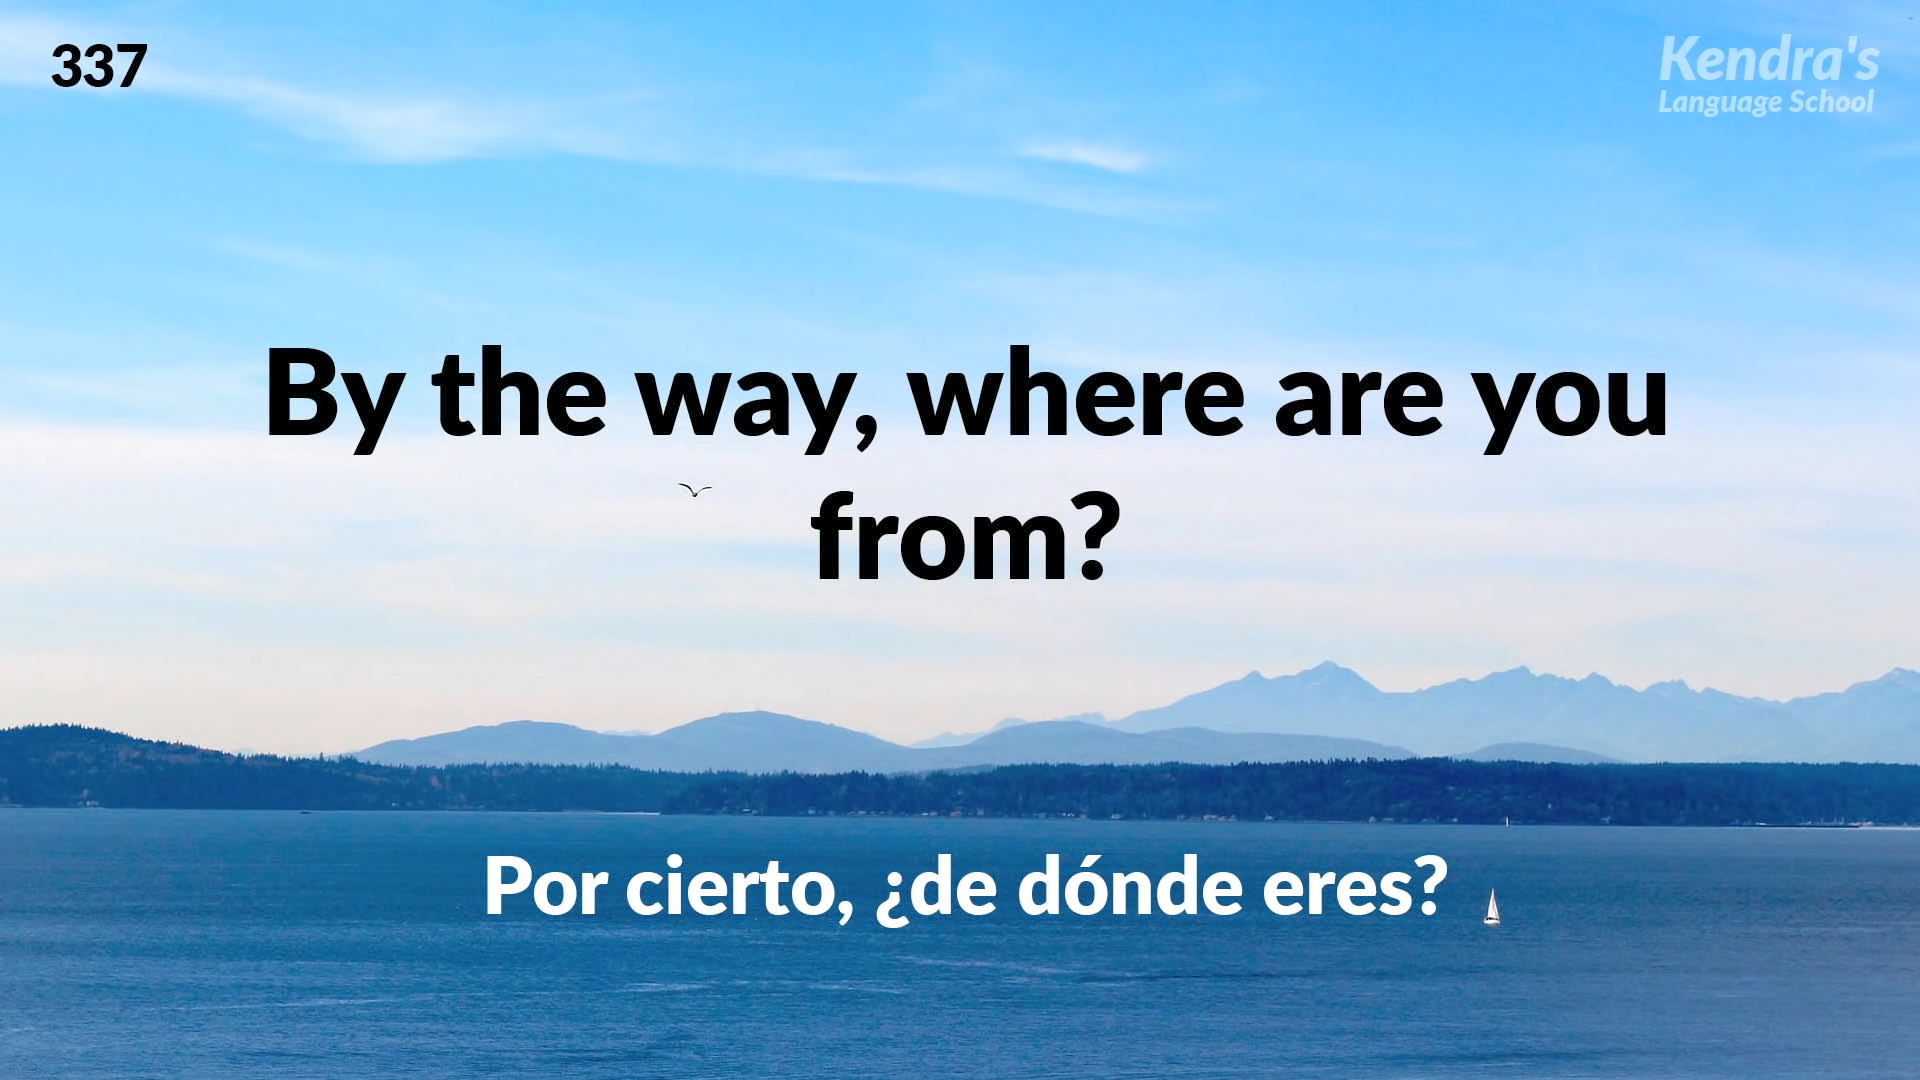 337
Kendra's
Language School
By the way, where are you
from?
Por cierto, ¿de dónde eres?